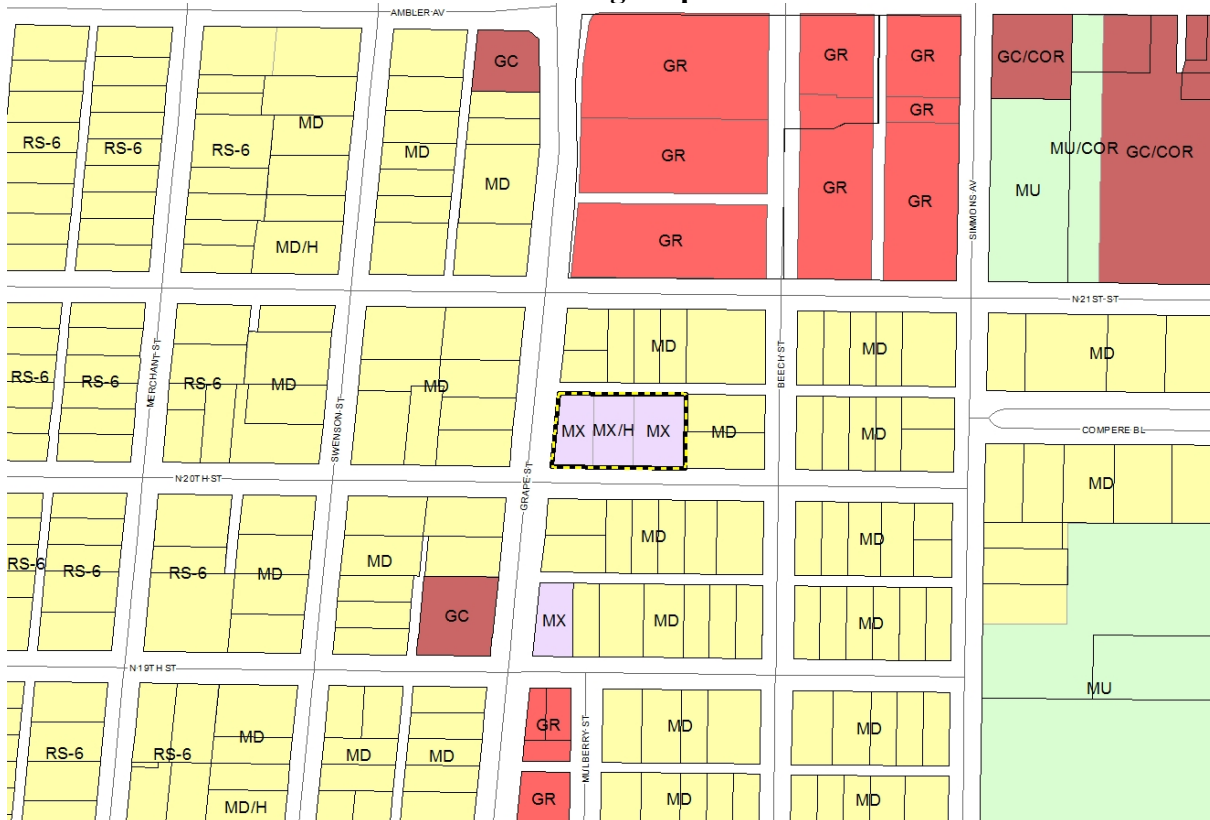 AMBLER AV
GC
GR
GR
GR
GC/COR
GR
MD
RS-6
RS-6
RS-6
MD
MD
GR
MU/COR
GC/COR
MD
GR
GR
MU
SIMMONS AV
MD/H
GR
N 21ST ST
MERCHANT ST
SWENSON ST
GRAPE ST
BEECH ST
MD
MD
MD
RS-6
RS-6
RS-6
MD
MD
MX
MX/H
MX
MD
MD
COMPERE BL
N 20TH ST
MD
MD
MD
MD
RS-6
RS-6
RS-6
MD
GC
MX
MD
MD
N 19TH ST
MU
GR
MULBERRY ST
MD
MD
RS-6
RS-6
MD
MD
MD
MD/H
GR
MD
MD